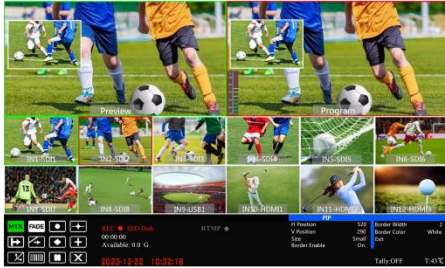 Preview
Program
IN1-SDI1
IN2-SDI2
IN3-SDI3
IN4-SDI4
IN5-SDI5
IN6-SDI6
IN7-SDI7
IN8-SDI8
IN9-USB1
IN10-HDMI1
IN11-HDMI2
IN12-HDMI3
MIX
FADE
REC
SSD Disk
RTMP
00:00:00
Available: 0.0 G
2023-12-22 10:32:18
PIP
H Position 520
V Position 290
Size Small
Border Enable On
Border Width 2
Border Color White
Exit
Tally:OFF
T:43°C